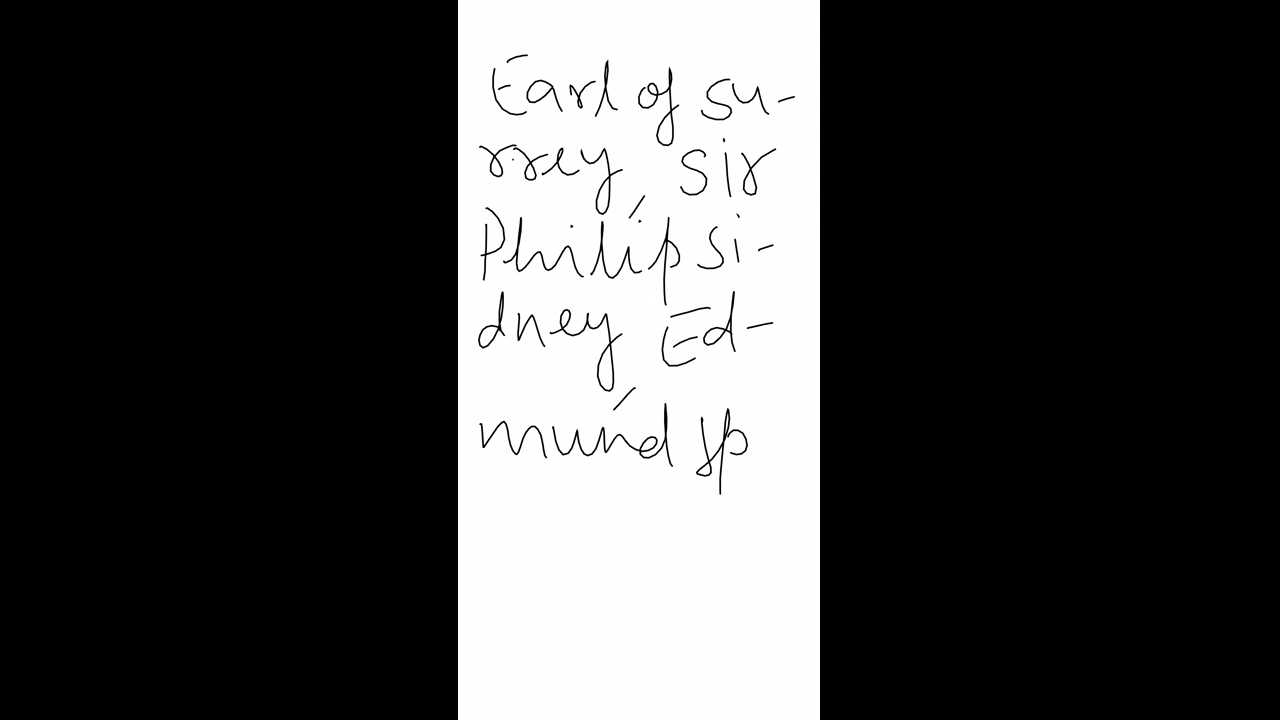 Earl of su-
rrey, sir
Philip si-
dney, Ed-
mund sp